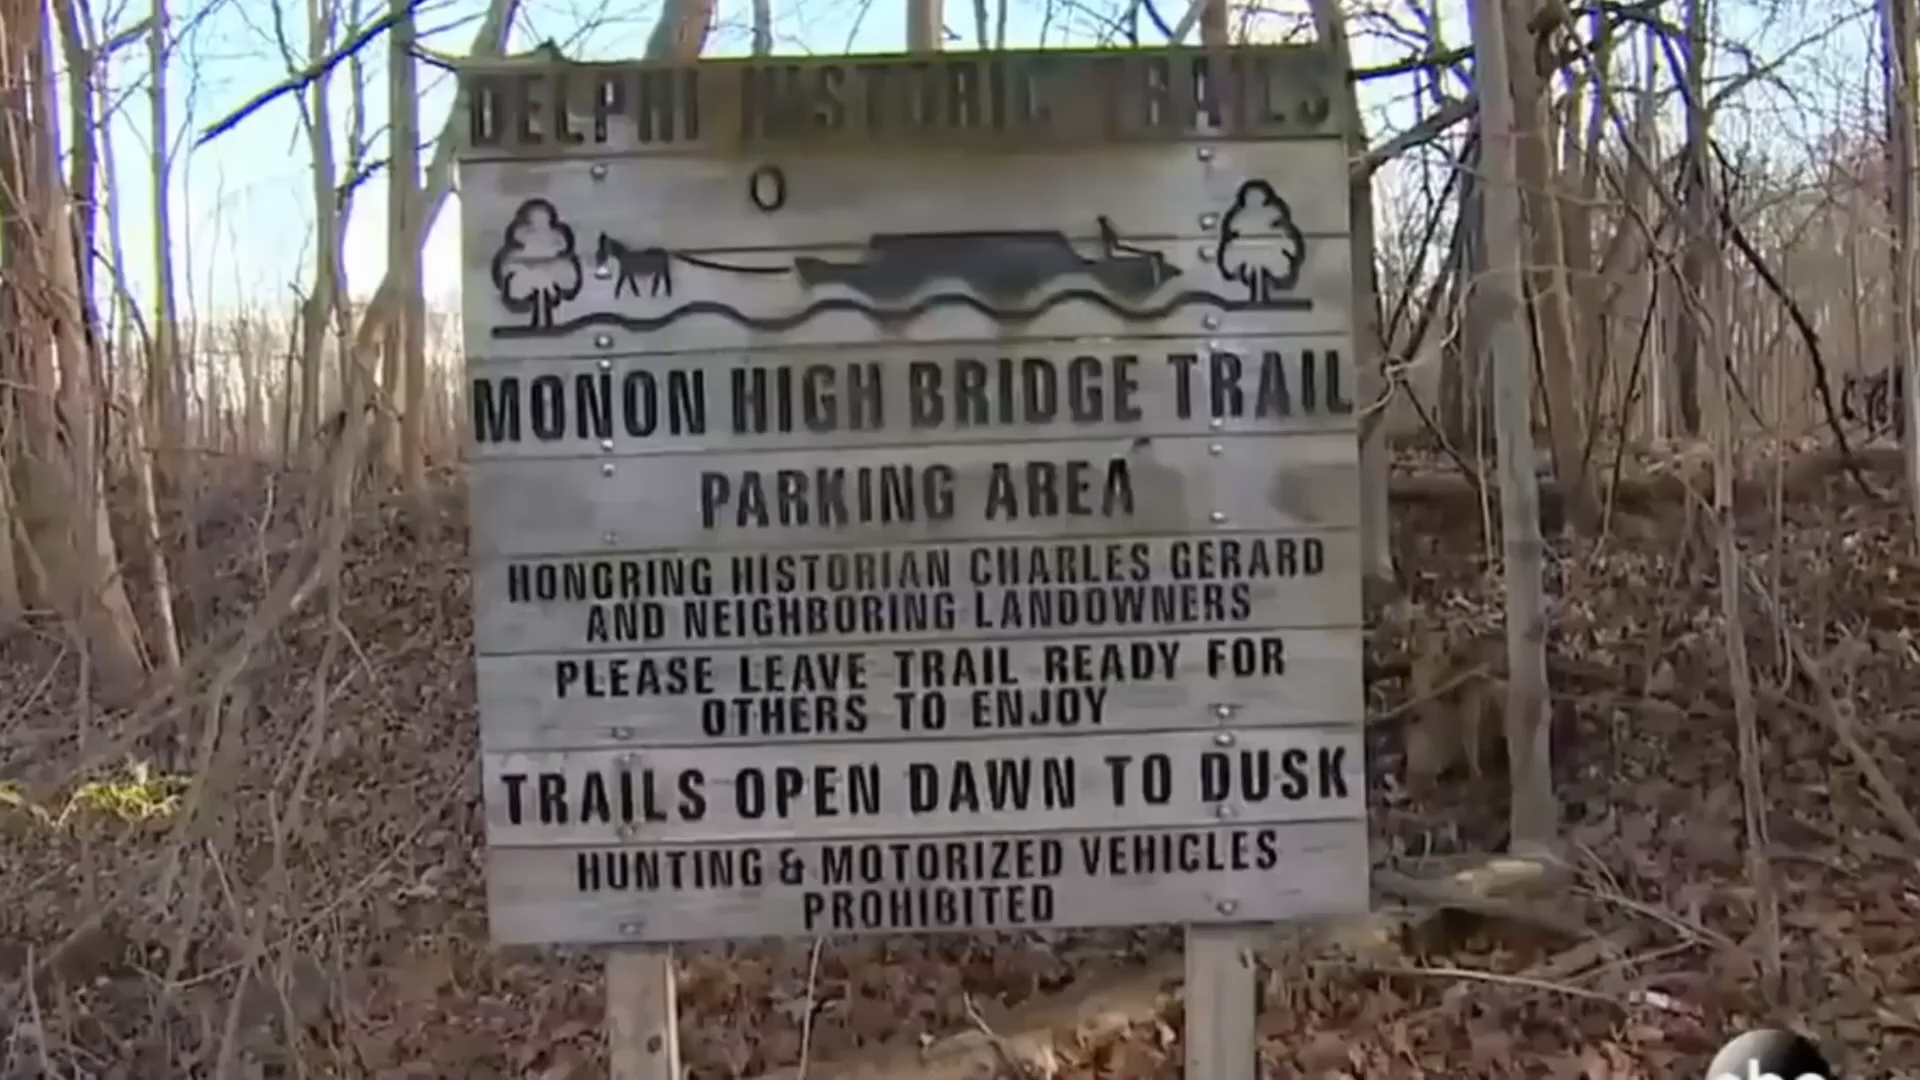 DELPHI HISTORIC TRAILS
MONON HIGH BRIDGE TRAIL
PARKING AREA
HONORING HISTORIAN CHARLES GERARD
AND NEIGHBORING LANDOWNERS
PLEASE LEAVE TRAIL READY FOR
OTHERS TO ENJOY
TRAILS OPEN DAWN TO DUSK
HUNTING & MOTORIZED VEHICLES
PROHIBITED
abc